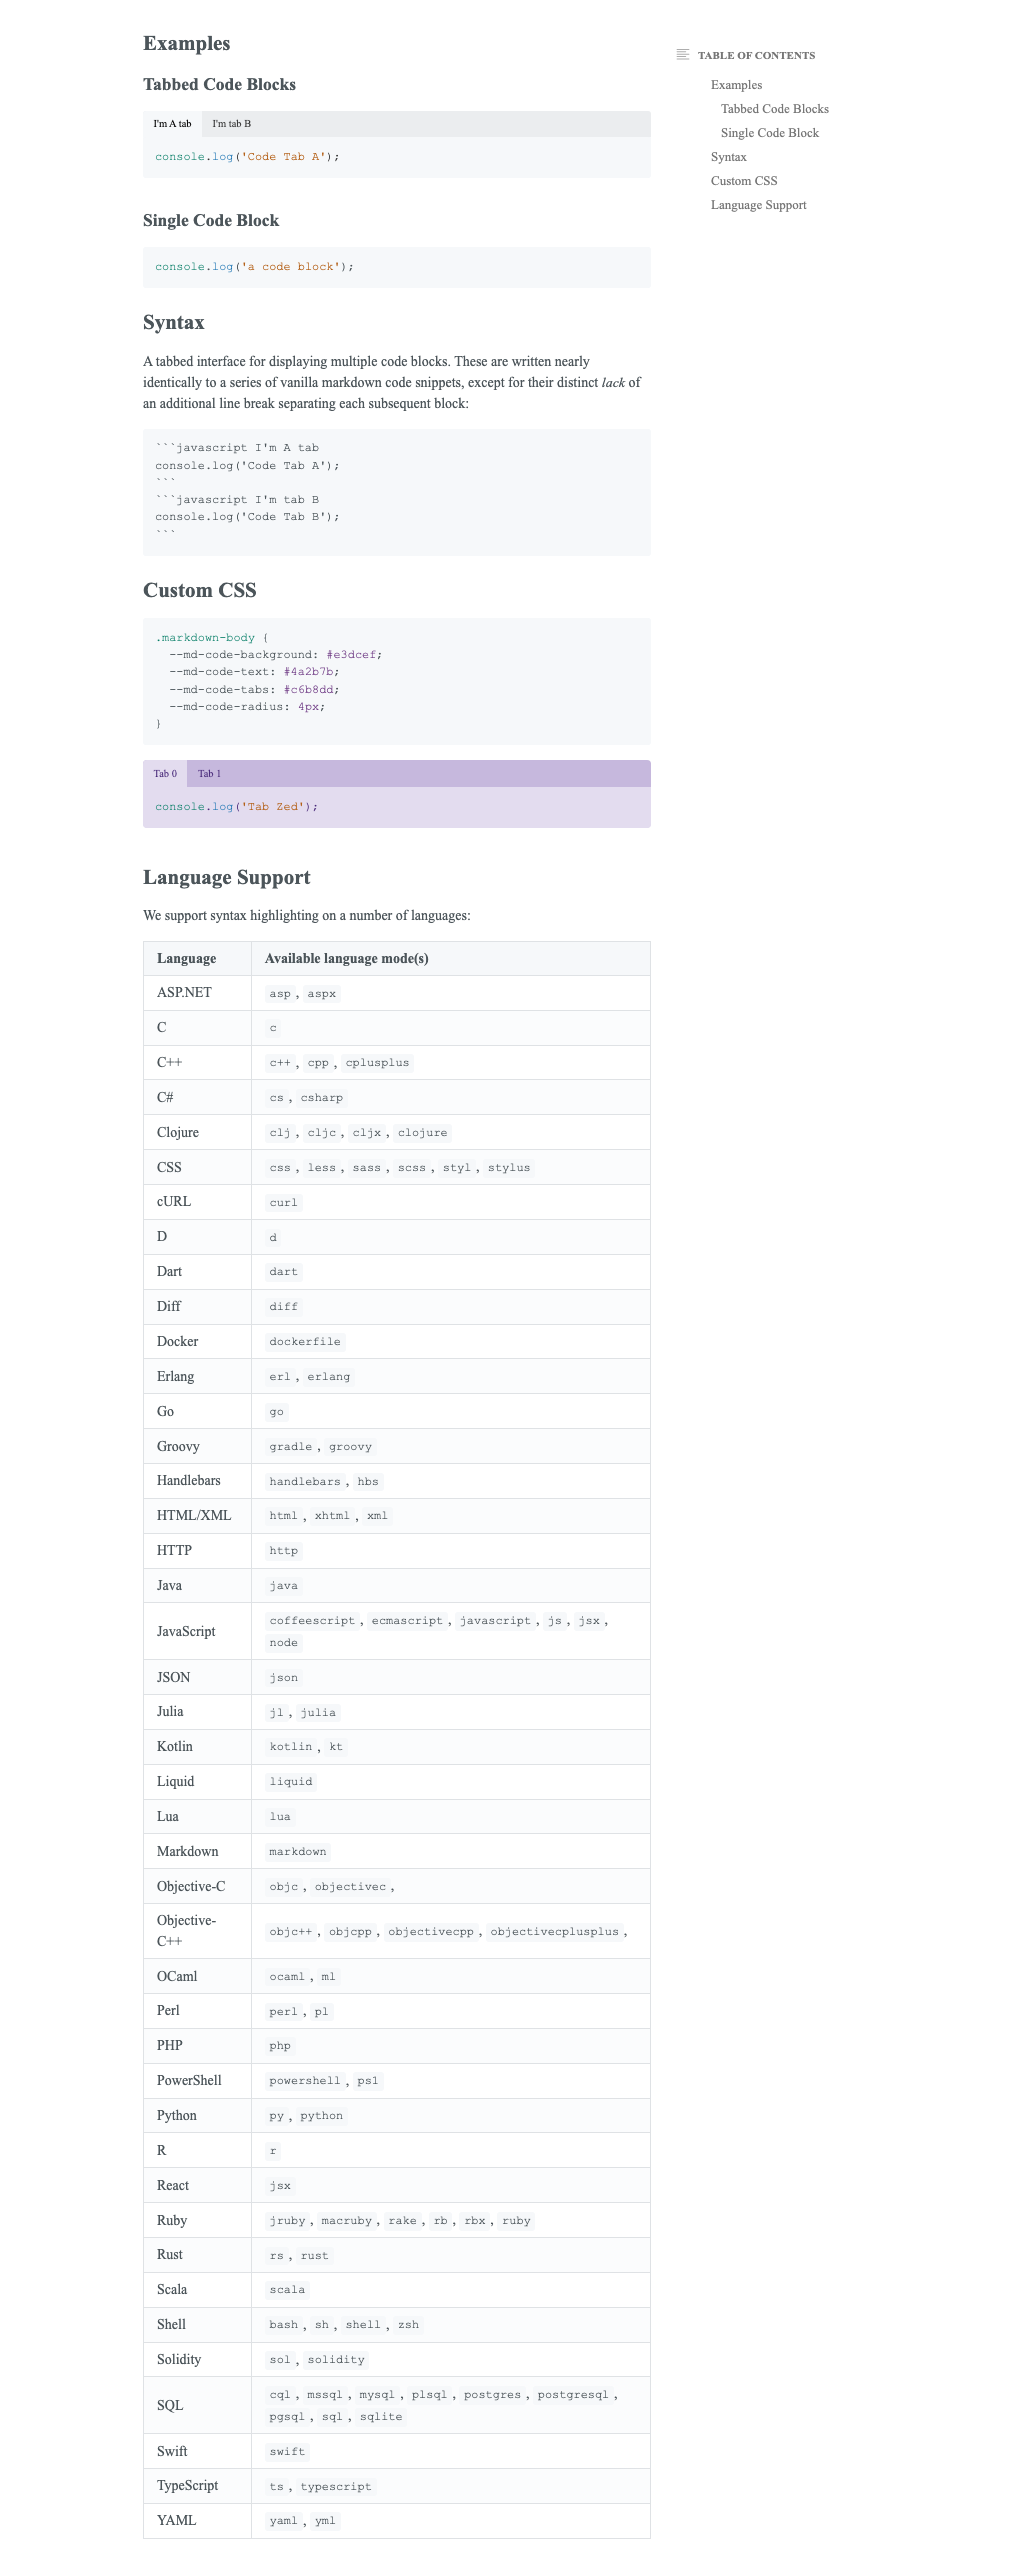 Examples
Tabbed Code Blocks
I'm A tab I'm tab B
console.log('Code Tab A');
Single Code Block
console.log('a code block');
Syntax
A tabbed interface for displaying multiple code blocks. These are written nearly
identically to a series of vanilla markdown code snippets, except for their distinct lack of
an additional line break separating each subsequent block:
```javascript I'm A tab
console.log('Code Tab A');
```
```javascript I'm tab B
console.log('Code Tab B');
```
Custom CSS
.markdown-body {
  --md-code-background: #e3dcef;
  --md-code-text: #4a2b7b;
  --md-code-tabs: #c6b8dd;
  --md-code-radius: 4px;
}
Tab 0 Tab 1
console.log('Tab Zed');
Language Support
We support syntax highlighting on a number of languages:
Language Available language mode(s)
ASP.NET asp, aspx
C c
C++ c++, cpp, cplusplus
C# cs, csharp
Clojure clj, cljc, cljx, clojure
CSS css, less, sass, scss, styl, stylus
cURL curl
D d
Dart dart
Diff diff
Docker dockerfile
Erlang erl, erlang
Go go
Groovy gradle, groovy
Handlebars handlebars, hbs
HTML/XML html, xhtml, xml
HTTP http
Java java
JavaScript coffeescript, ecmascript, javascript, js, jsx,
node
JSON json
Julia jl, julia
Kotlin kotlin, kt
Liquid liquid
Lua lua
Markdown markdown
Objective-C objc, objectivec,
Objective-
C++ objc++, objcpp, objectivecpp, objectivecplusplus,
OCaml ocaml, ml
Perl perl, pl
PHP php
PowerShell powershell, ps1
Python py, python
R r
React jsx
Ruby jruby, macruby, rake, rb, rbx, ruby
Rust rs, rust
Scala scala
Shell bash, sh, shell, zsh
Solidity sol, solidity
SQL cql, mssql, mysql, plsql, postgres, postgresql,
pgsql, sql, sqlite
Swift swift
TypeScript ts, typescript
YAML yaml, yml
TABLE OF CONTENTS
Examples
Tabbed Code Blocks
Single Code Block
Syntax
Custom CSS
Language Support